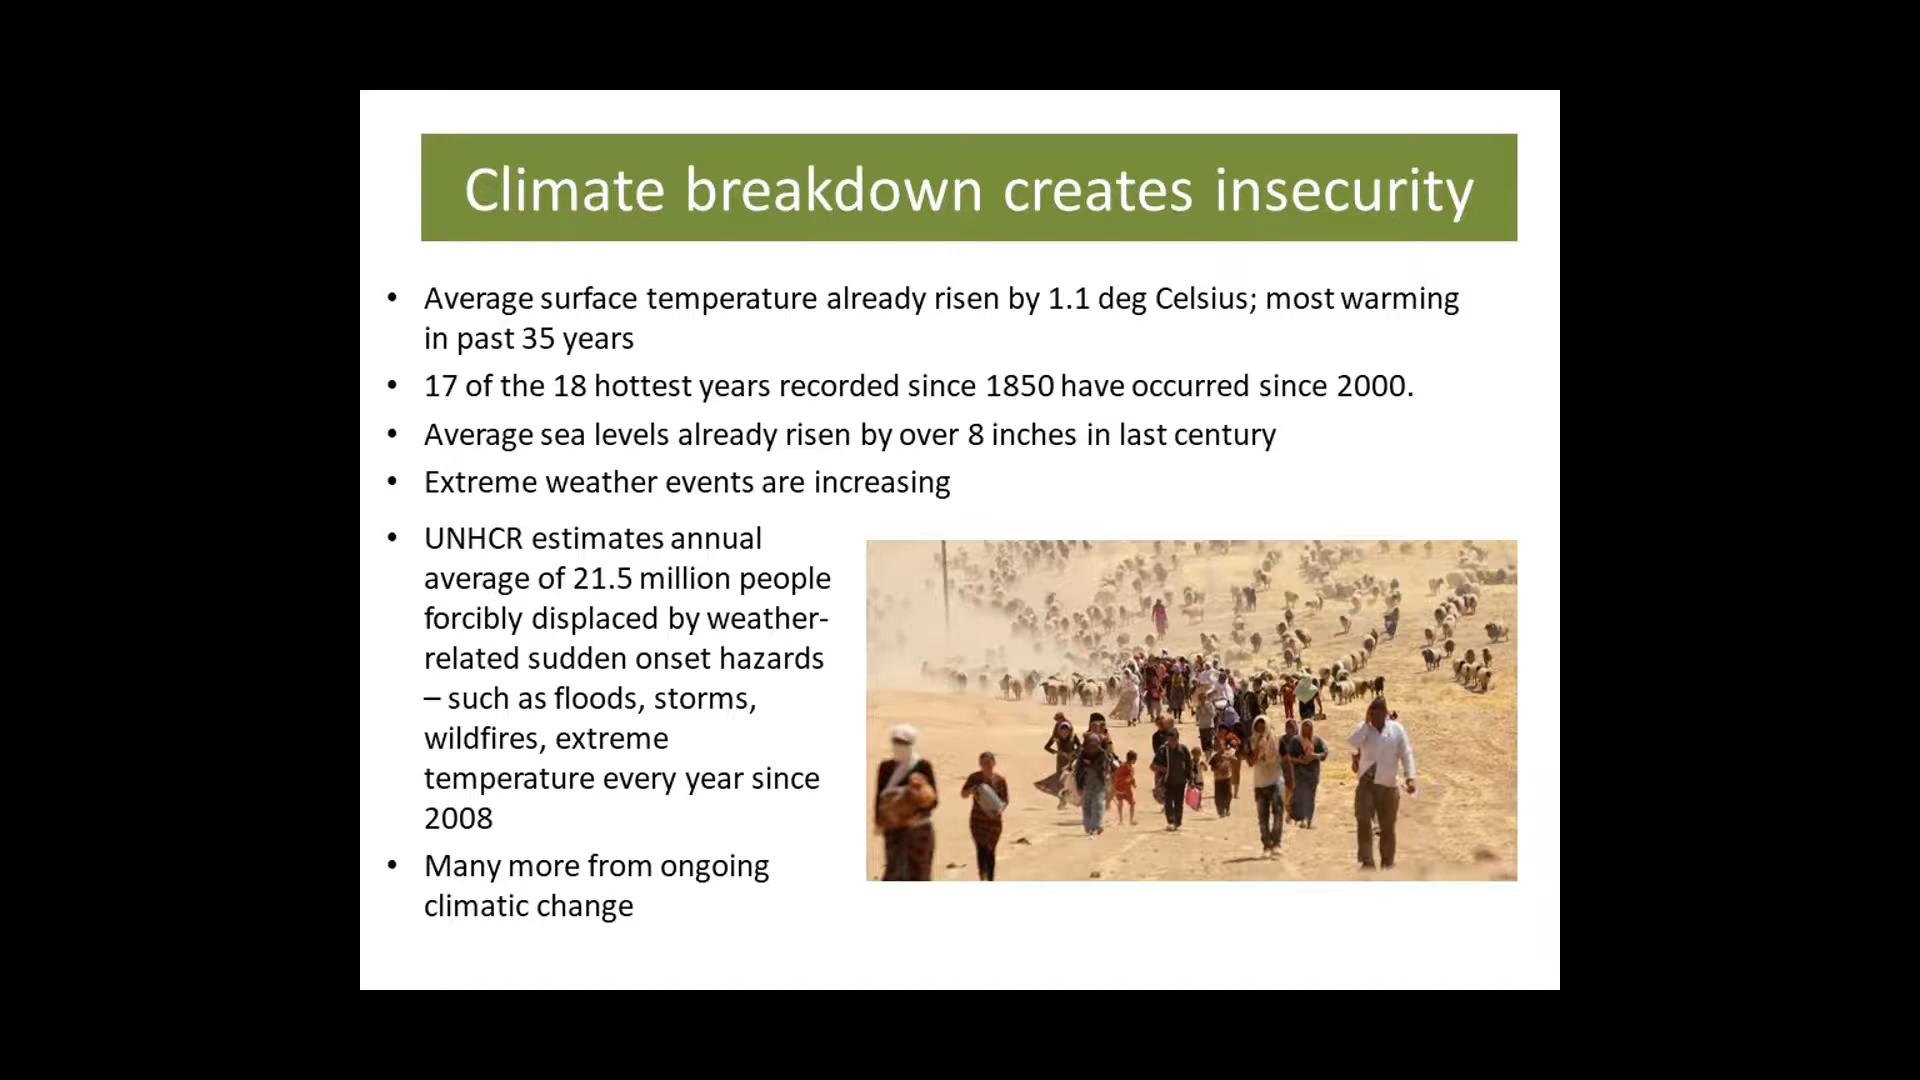 Climate breakdown creates insecurity
• Average surface temperature already risen by 1.1 deg Celsius; most warming
in past 35 years
• 17 of the 18 hottest years recorded since 1850 have occurred since 2000.
• Average sea levels already risen by over 8 inches in last century
• Extreme weather events are increasing
• UNHCR estimates annual
average of 21.5 million people
forcibly displaced by weather-
related sudden onset hazards
– such as floods, storms,
wildfires, extreme
temperature every year since
2008
• Many more from ongoing
climatic change